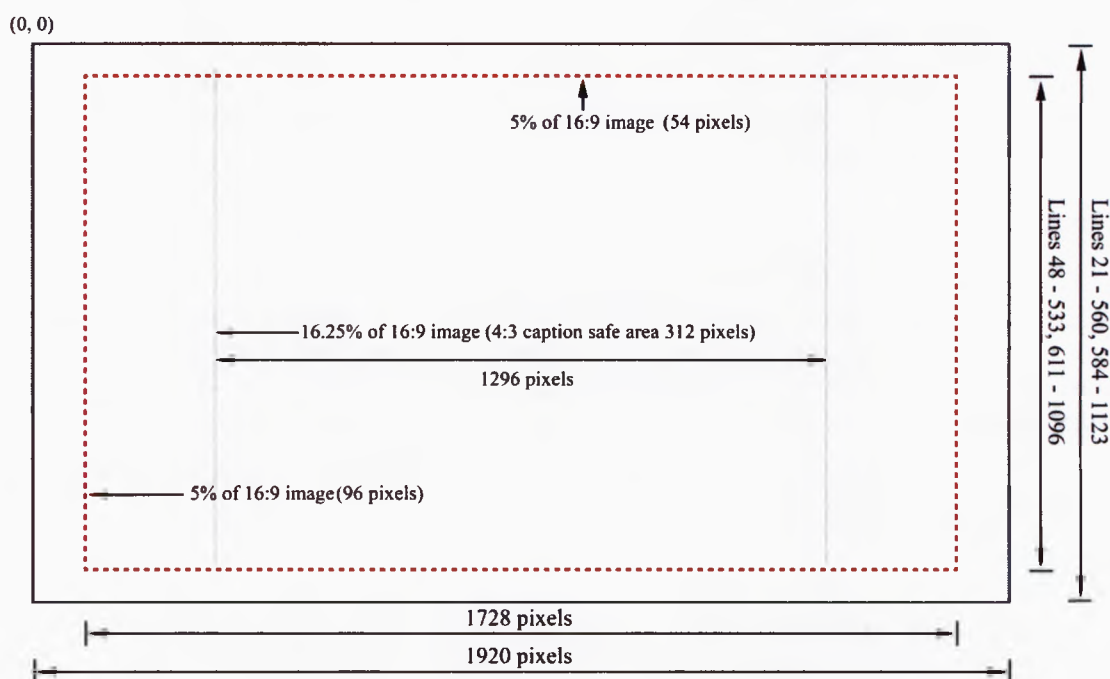 (0, 0)
5% of 16:9 image (54 pixels)
16.25% of 16:9 image (4:3 caption safe area 312 pixels)
1296 pixels
5% of 16:9 image(96 pixels)
Lines 48 - 533, 611 - 1096
Lines 21 - 560, 584 - 1123
1728 pixels
1920 pixels